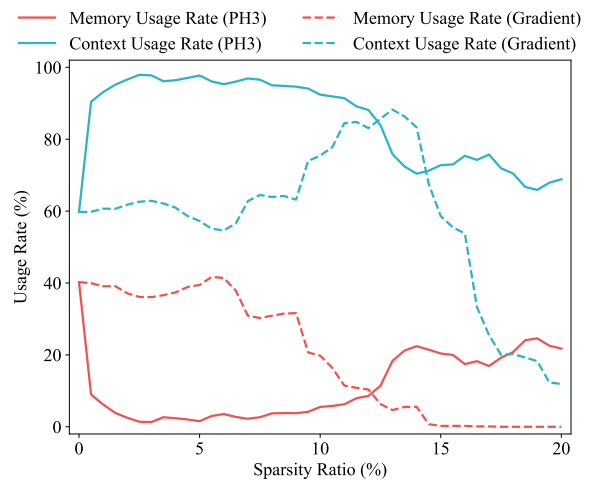 Memory Usage Rate (PH3) Memory Usage Rate (Gradient)
Context Usage Rate (PH3) Context Usage Rate (Gradient)
100
80
60
40
20
0
Usage Rate (%)
0 5 10 15 20
Sparsity Ratio (%)